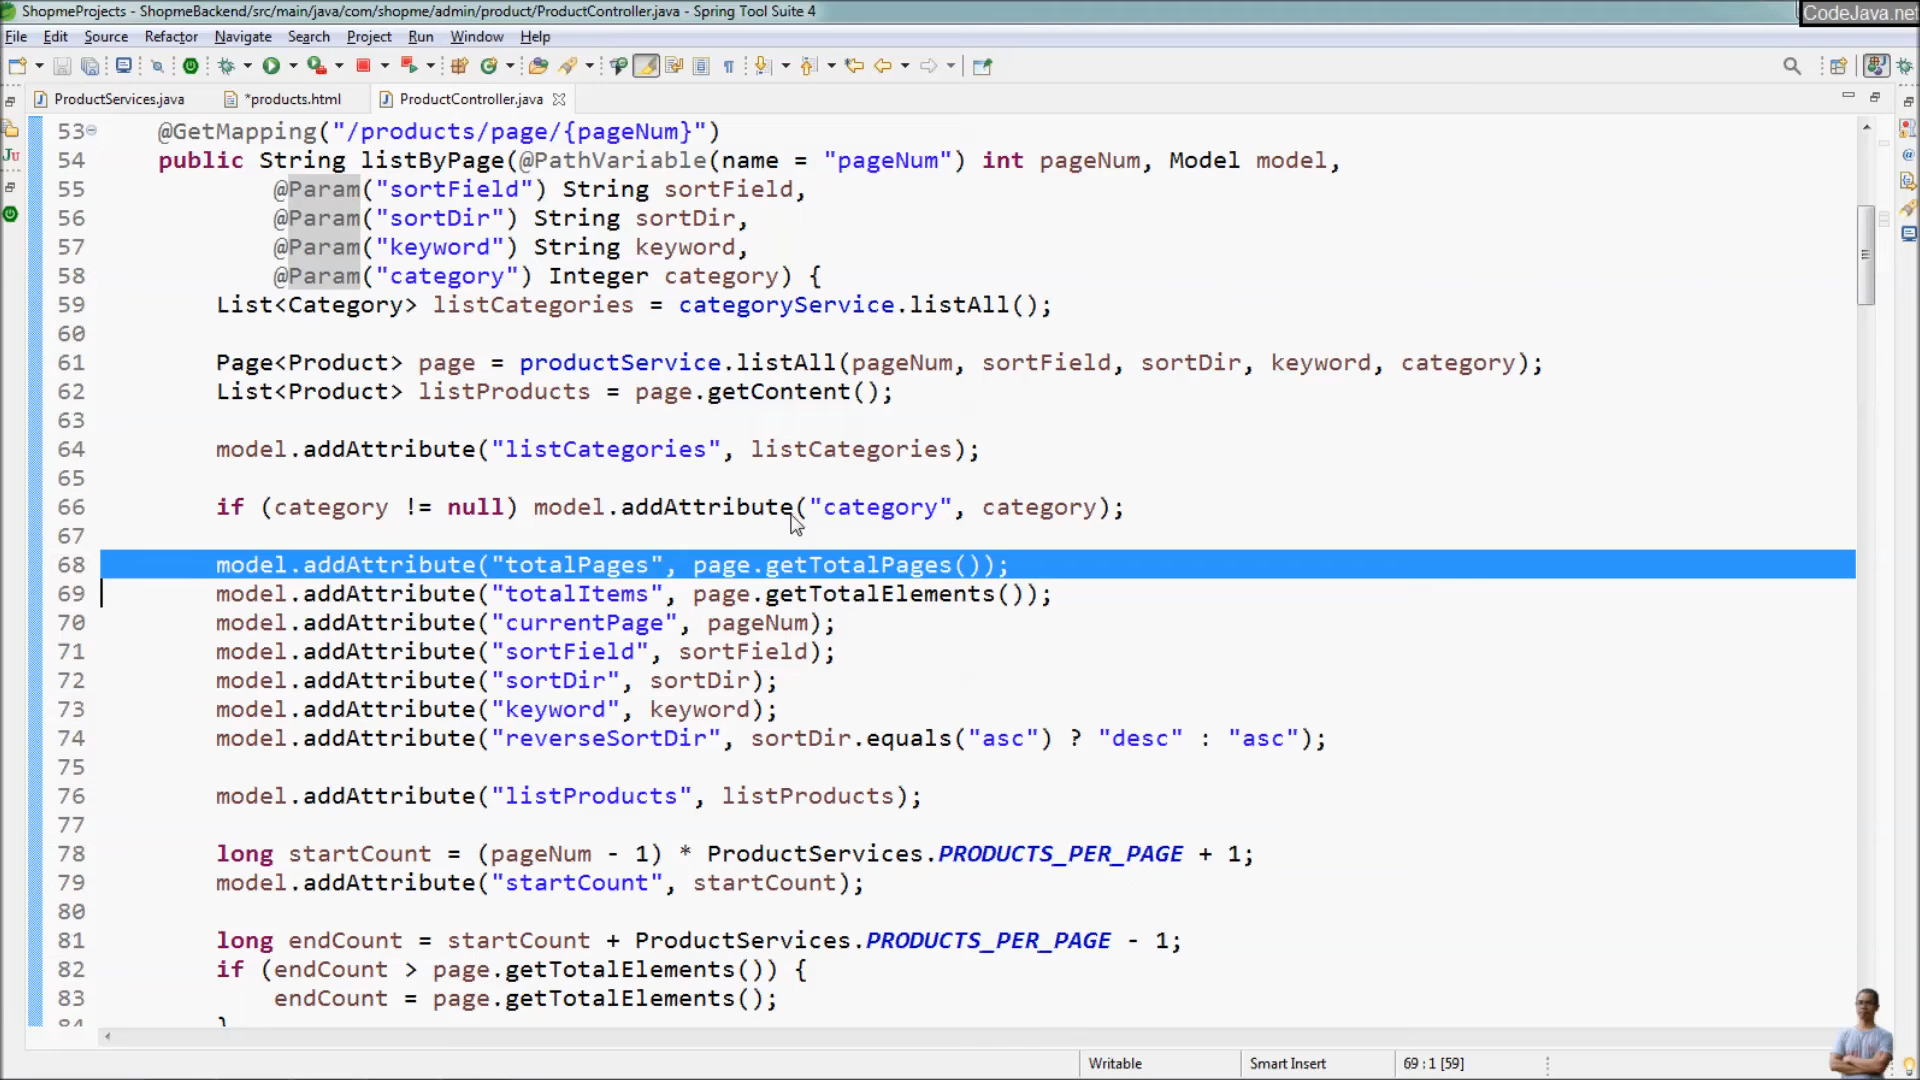 ShopmeProjects - ShopmeBackend/src/main/java/com/shopme/admin/product/ProductController.java - Spring Tool Suite 4
CodeJava.net
File Edit Source Refactor Navigate Search Project Run Window Help
ProductServices.java *products.html ProductController.java
53 @GetMapping("/products/page/{pageNum}")
54 public String listByPage(@PathVariable(name = "pageNum") int pageNum, Model model,
55 @Param("sortField") String sortField,
56 @Param("sortDir") String sortDir,
57 @Param("keyword") String keyword,
58 @Param("category") Integer category) {
59 List<Category> listCategories = categoryService.listAll();
60
61 Page<Product> page = productService.listAll(pageNum, sortField, sortDir, keyword, category);
62 List<Product> listProducts = page.getContent();
63
64 model.addAttribute("listCategories", listCategories);
65
66 if (category != null) model.addAttribute("category", category);
67
68 model.addAttribute("totalPages", page.getTotalPages());
69 model.addAttribute("totalItems", page.getTotalElements());
70 model.addAttribute("currentPage", pageNum);
71 model.addAttribute("sortField", sortField);
72 model.addAttribute("sortDir", sortDir);
73 model.addAttribute("keyword", keyword);
74 model.addAttribute("reverseSortDir", sortDir.equals("asc") ? "desc" : "asc");
75
76 model.addAttribute("listProducts", listProducts);
77
78 long startCount = (pageNum - 1) * ProductServices.PRODUCTS_PER_PAGE + 1;
79 model.addAttribute("startCount", startCount);
80
81 long endCount = startCount + ProductServices.PRODUCTS_PER_PAGE - 1;
82 if (endCount > page.getTotalElements()) {
83 endCount = page.getTotalElements();
84 }
Writable Smart Insert 69 : 1 [59]